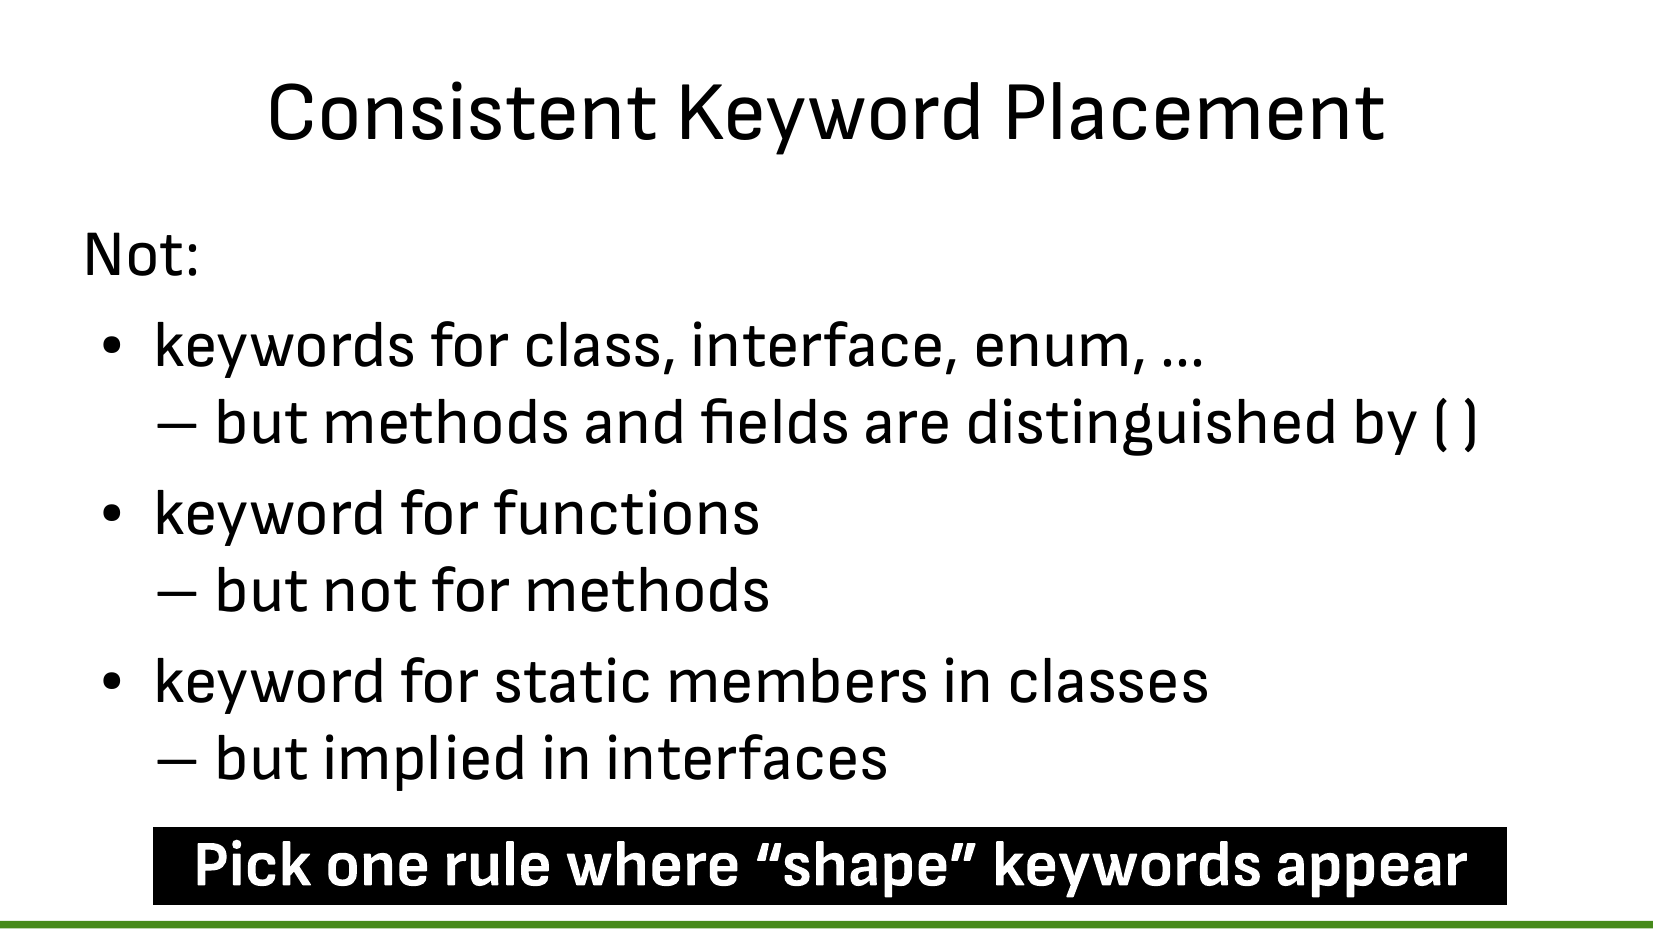 Consistent Keyword Placement
Not:
• keywords for class, interface, enum, ...
– but methods and fields are distinguished by ( )
• keyword for functions
– but not for methods
• keyword for static members in classes
– but implied in interfaces
Pick one rule where “shape” keywords appear